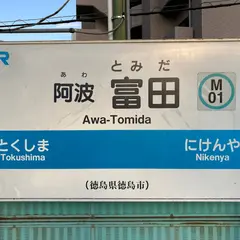 JR
あわ とみだ
阿波 富田
Awa-Tomida
M
01
とくしま にけんや
Tokushima Nikenya
(徳島県徳島市)